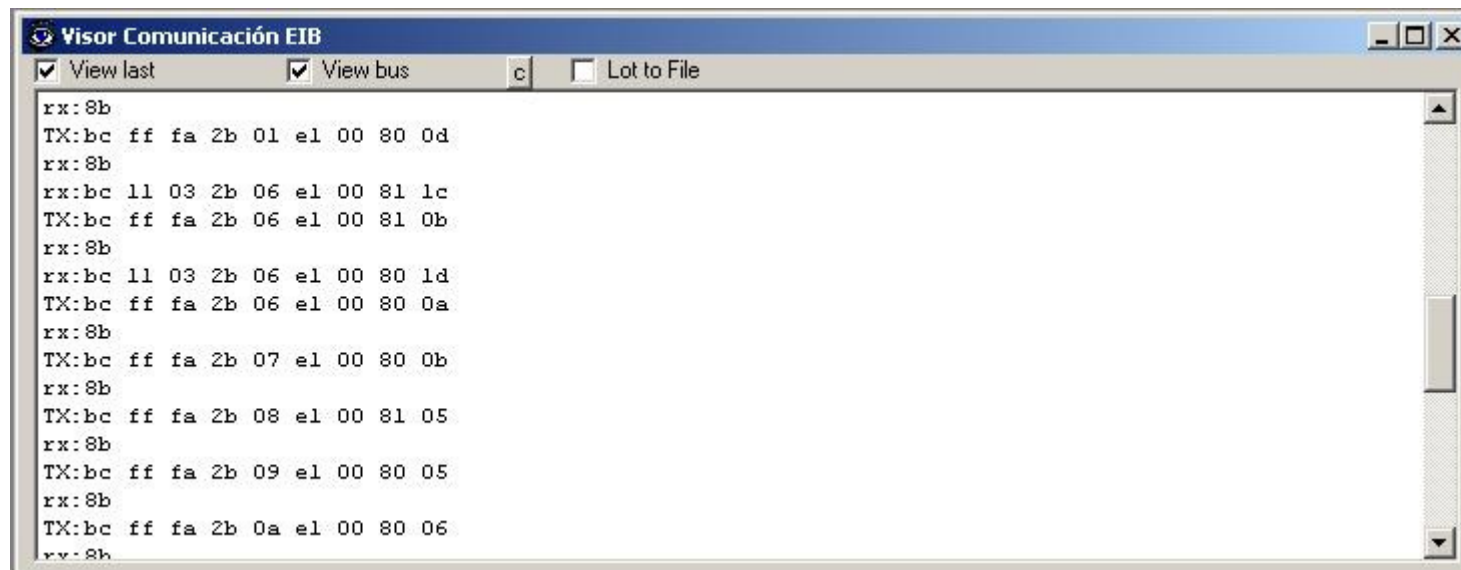 Visor Comunicación EIB
View last View bus c Lot to File
rx:8b
TX:bc ff fa 2b 01 e1 00 80 0d
rx:8b
rx:bc 11 03 2b 06 e1 00 81 1c
TX:bc ff fa 2b 06 e1 00 81 0b
rx:8b
rx:bc 11 03 2b 06 e1 00 80 1d
TX:bc ff fa 2b 06 e1 00 80 0a
rx:8b
TX:bc ff fa 2b 07 e1 00 80 0b
rx:8b
TX:bc ff fa 2b 08 e1 00 81 05
rx:8b
TX:bc ff fa 2b 09 e1 00 80 05
rx:8b
TX:bc ff fa 2b 0a e1 00 80 06
rx:8b